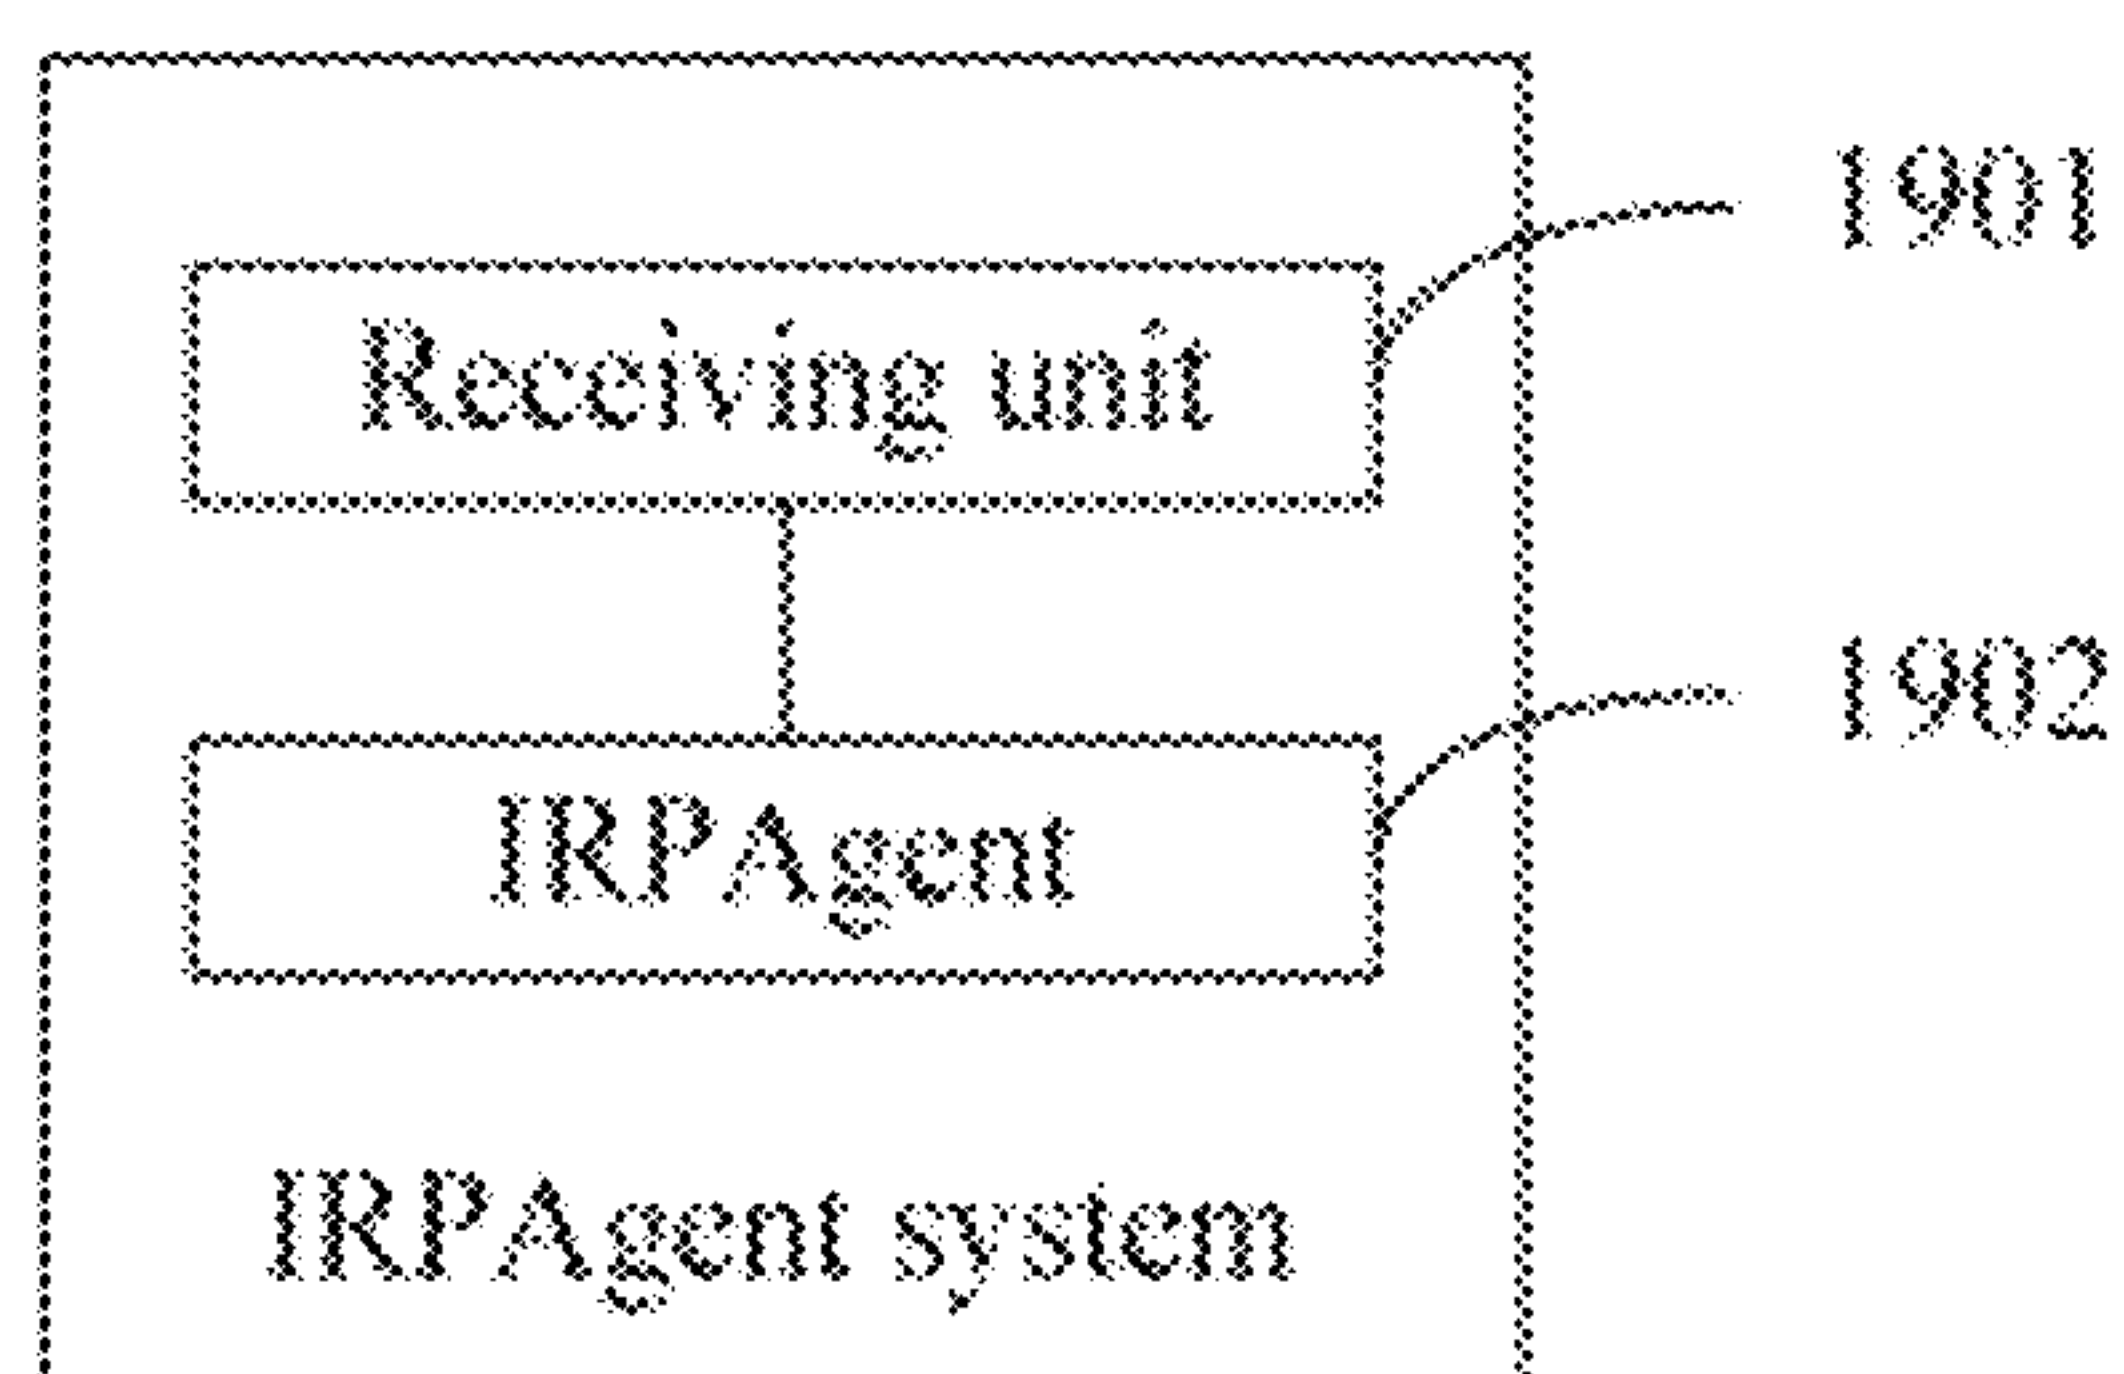 1901
Receiving unit
1902
IRPAgent
IRPAgent system